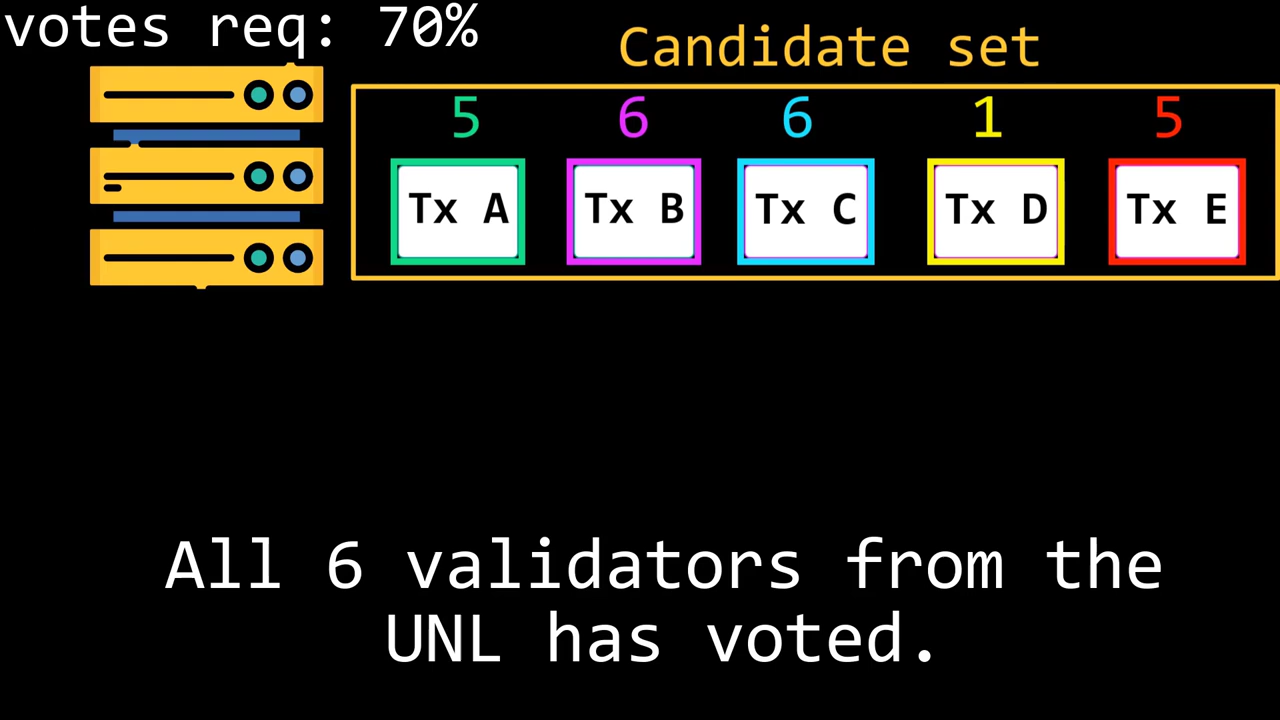 votes req: 70%
Candidate set
5 6 6 1 5
Tx A Tx B Tx C Tx D Tx E
All 6 validators from the
UNL has voted.